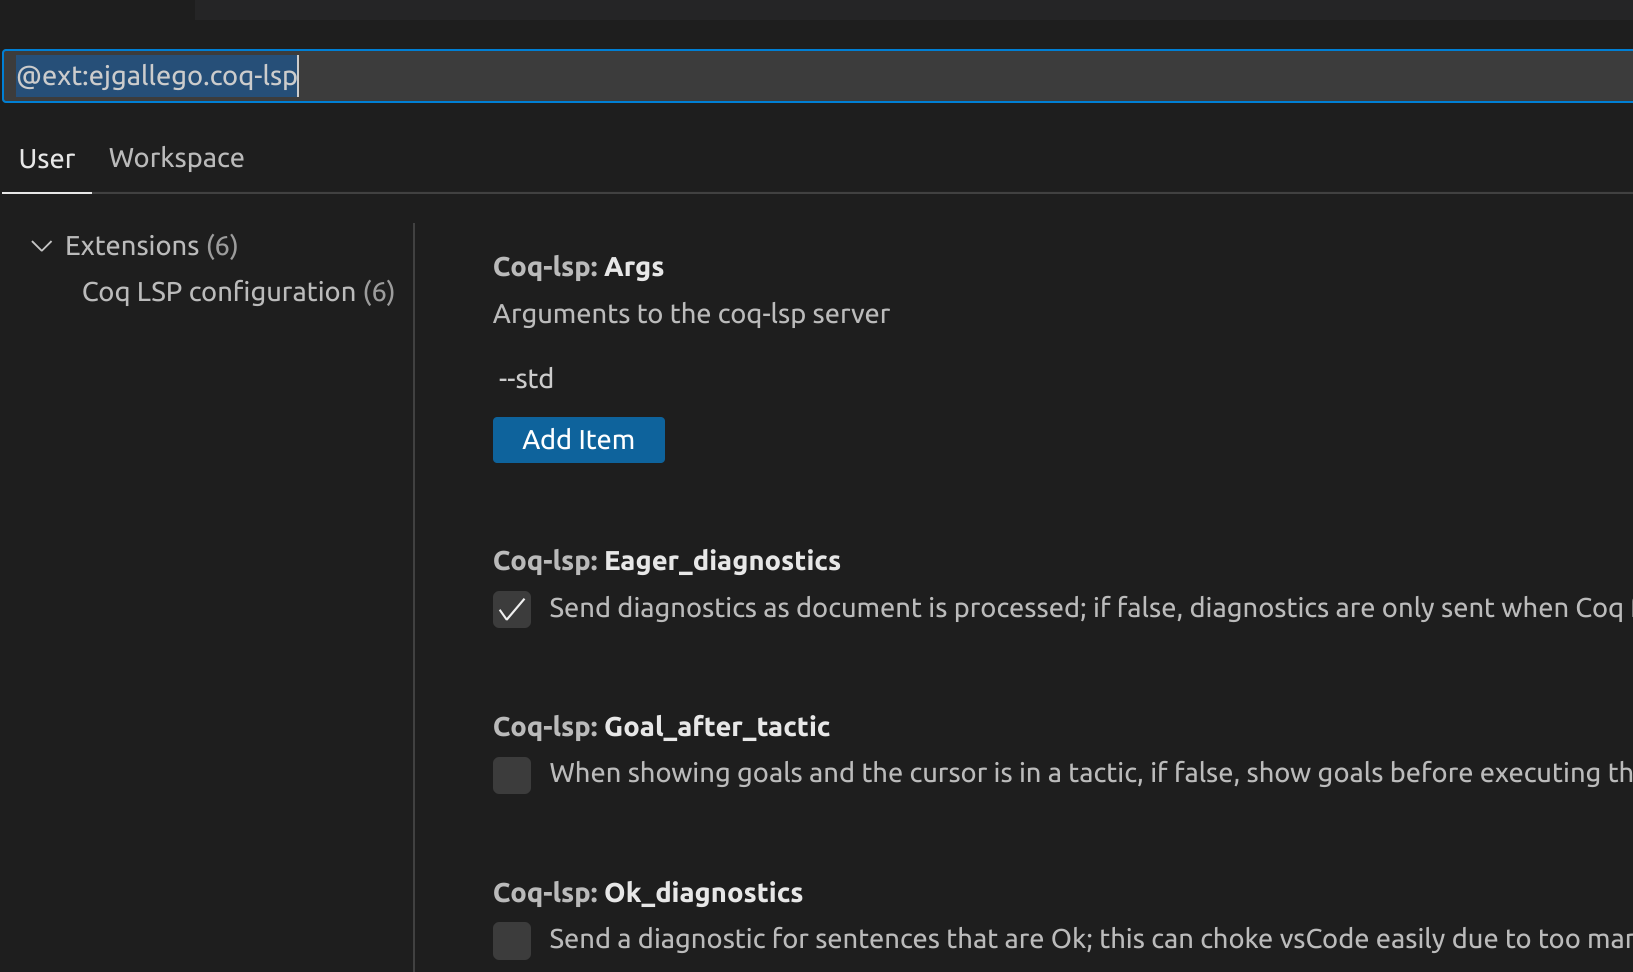 @ext:ejgallego.coq-lsp
User Workspace
Extensions (6)
Coq LSP configuration (6)
Coq-lsp: Args
Arguments to the coq-lsp server
--std
Add Item
Coq-lsp: Eager_diagnostics
Send diagnostics as document is processed; if false, diagnostics are only sent when Coq
Coq-lsp: Goal_after_tactic
When showing goals and the cursor is in a tactic, if false, show goals before executing th
Coq-lsp: Ok_diagnostics
Send a diagnostic for sentences that are Ok; this can choke vsCode easily due to too mar